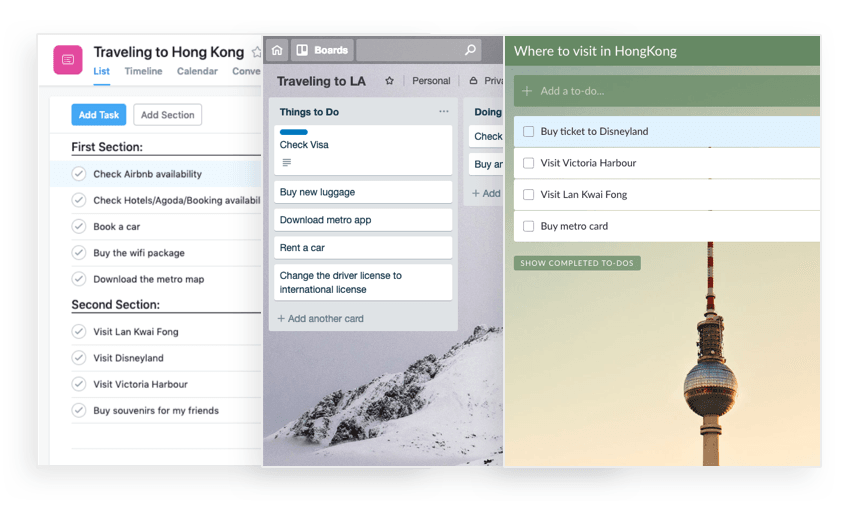 Traveling to Hong Kong
List Timeline Calendar
Add Task Add Section
First Section:
Check Airbnb availability
Check Hotels/Agoda/Booking
Book a car
Buy the wifi package
Download the metro map
Second Section:
Visit Lan Kwai Fong
Visit Disneyland
Visit Victoria Harbour
Buy souvenirs for my friends
Boards
Traveling to LA Personal
Things to Do
Check Visa
Buy new luggage
Download metro app
Rent a car
Change the driver license to
international license
+ Add another card
Doing
Check
Buy
+ Add
Where to visit in HongKong
+ Add a to-do...
Buy ticket to Disneyland
Visit Victoria Harbour
Visit Lan Kwai Fong
Buy metro card
SHOW COMPLETED TO-DOS